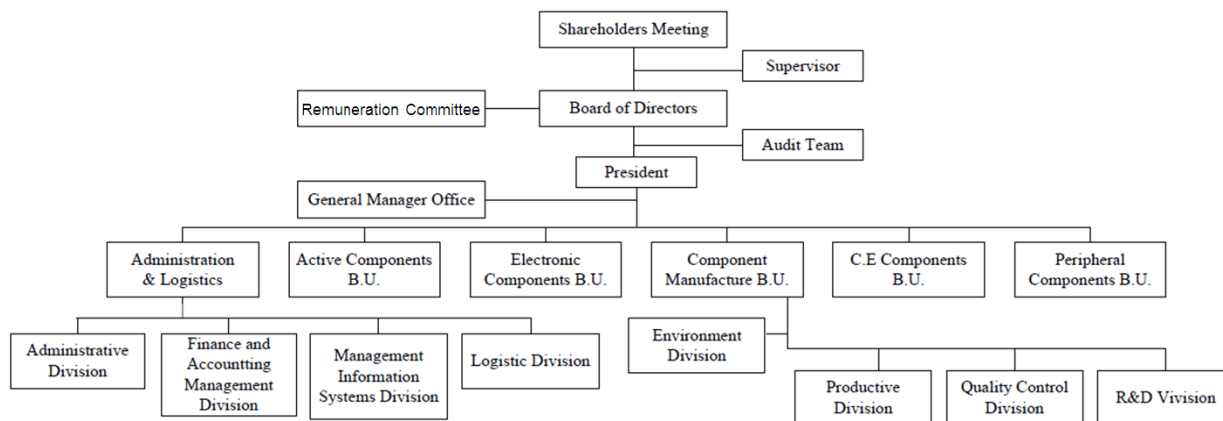 Shareholders Meeting
Supervisor
Remuneration Committee
Board of Directors
Audit Team
President
General Manager Office
Administration
& Logistics
Active Components
B.U.
Electronic
Components B.U.
Component
Manufacture B.U.
C.E Components
B.U.
Peripheral
Components B.U.
Administrative
Division
Finance and
Accountting
Management
Division
Management
Information
Systems Division
Logistic Division
Environment
Division
Productive
Division
Quality Control
Division
R&D Vivision